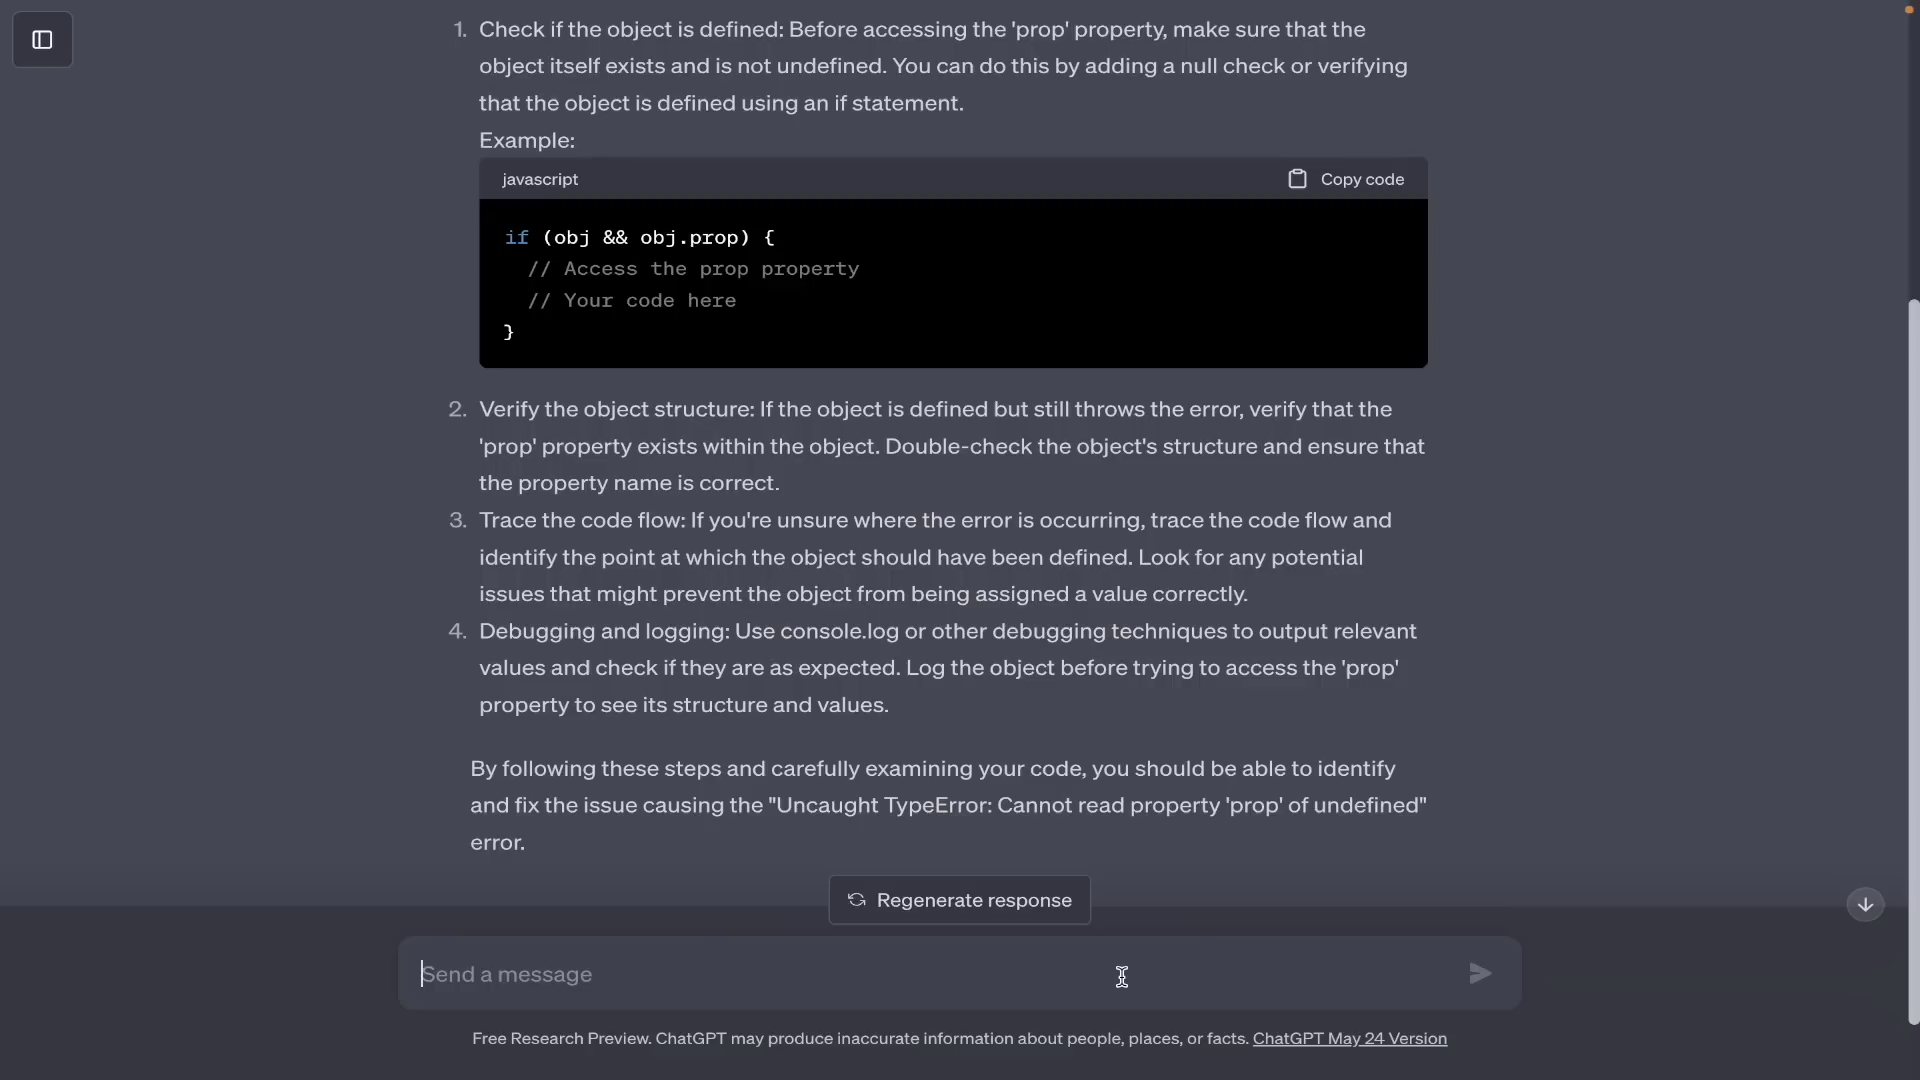 1. Check if the object is defined: Before accessing the 'prop' property, make sure that the
object itself exists and is not undefined. You can do this by adding a null check or verifying
that the object is defined using an if statement.
Example:
javascript Copy code
if (obj && obj.prop) {
// Access the prop property
// Your code here
}
2. Verify the object structure: If the object is defined but still throws the error, verify that the
'prop' property exists within the object. Double-check the object's structure and ensure that
the property name is correct.
3. Trace the code flow: If you're unsure where the error is occurring, trace the code flow and
identify the point at which the object should have been defined. Look for any potential
issues that might prevent the object from being assigned a value correctly.
4. Debugging and logging: Use console.log or other debugging techniques to output relevant
values and check if they are as expected. Log the object before trying to access the 'prop'
property to see its structure and values.
By following these steps and carefully examining your code, you should be able to identify
and fix the issue causing the "Uncaught TypeError: Cannot read property 'prop' of undefined"
error.
Regenerate response
Send a message
Free Research Preview. ChatGPT may produce inaccurate information about people, places, or facts. ChatGPT May 24 Version